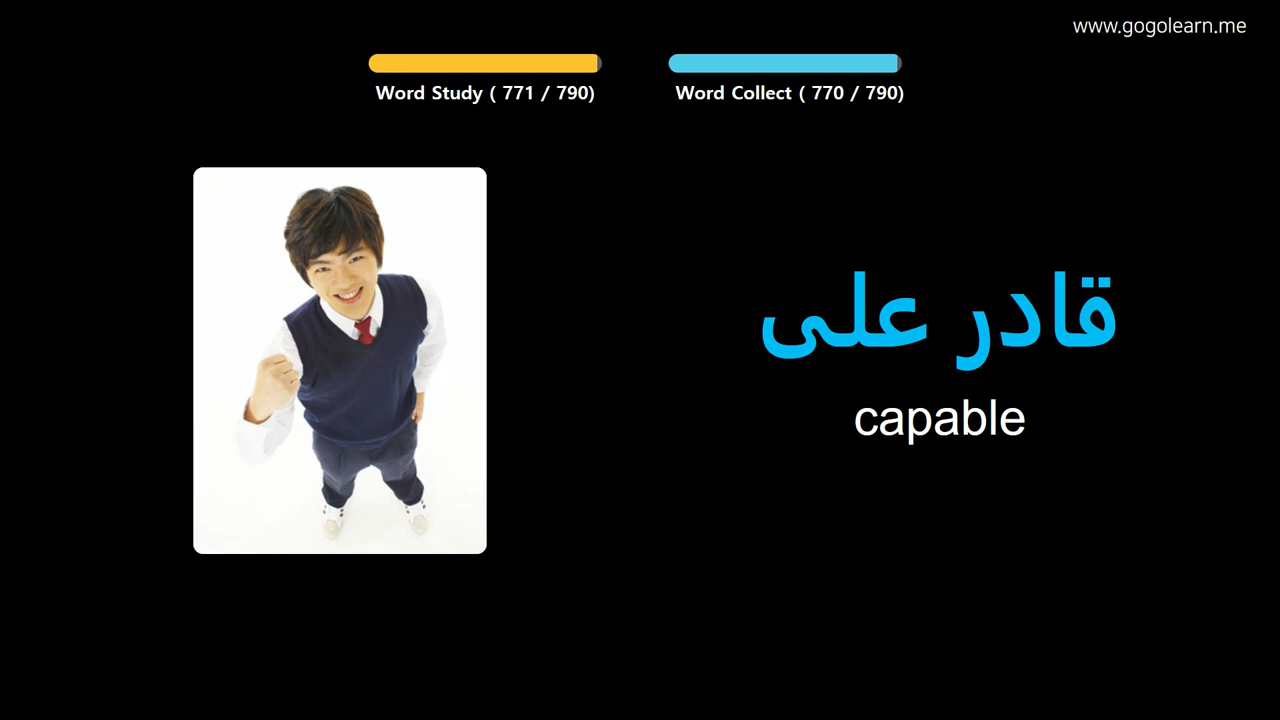 www.gogolearn.me
Word Study ( 771 / 790)
Word Collect ( 770 / 790)
قادر على
capable